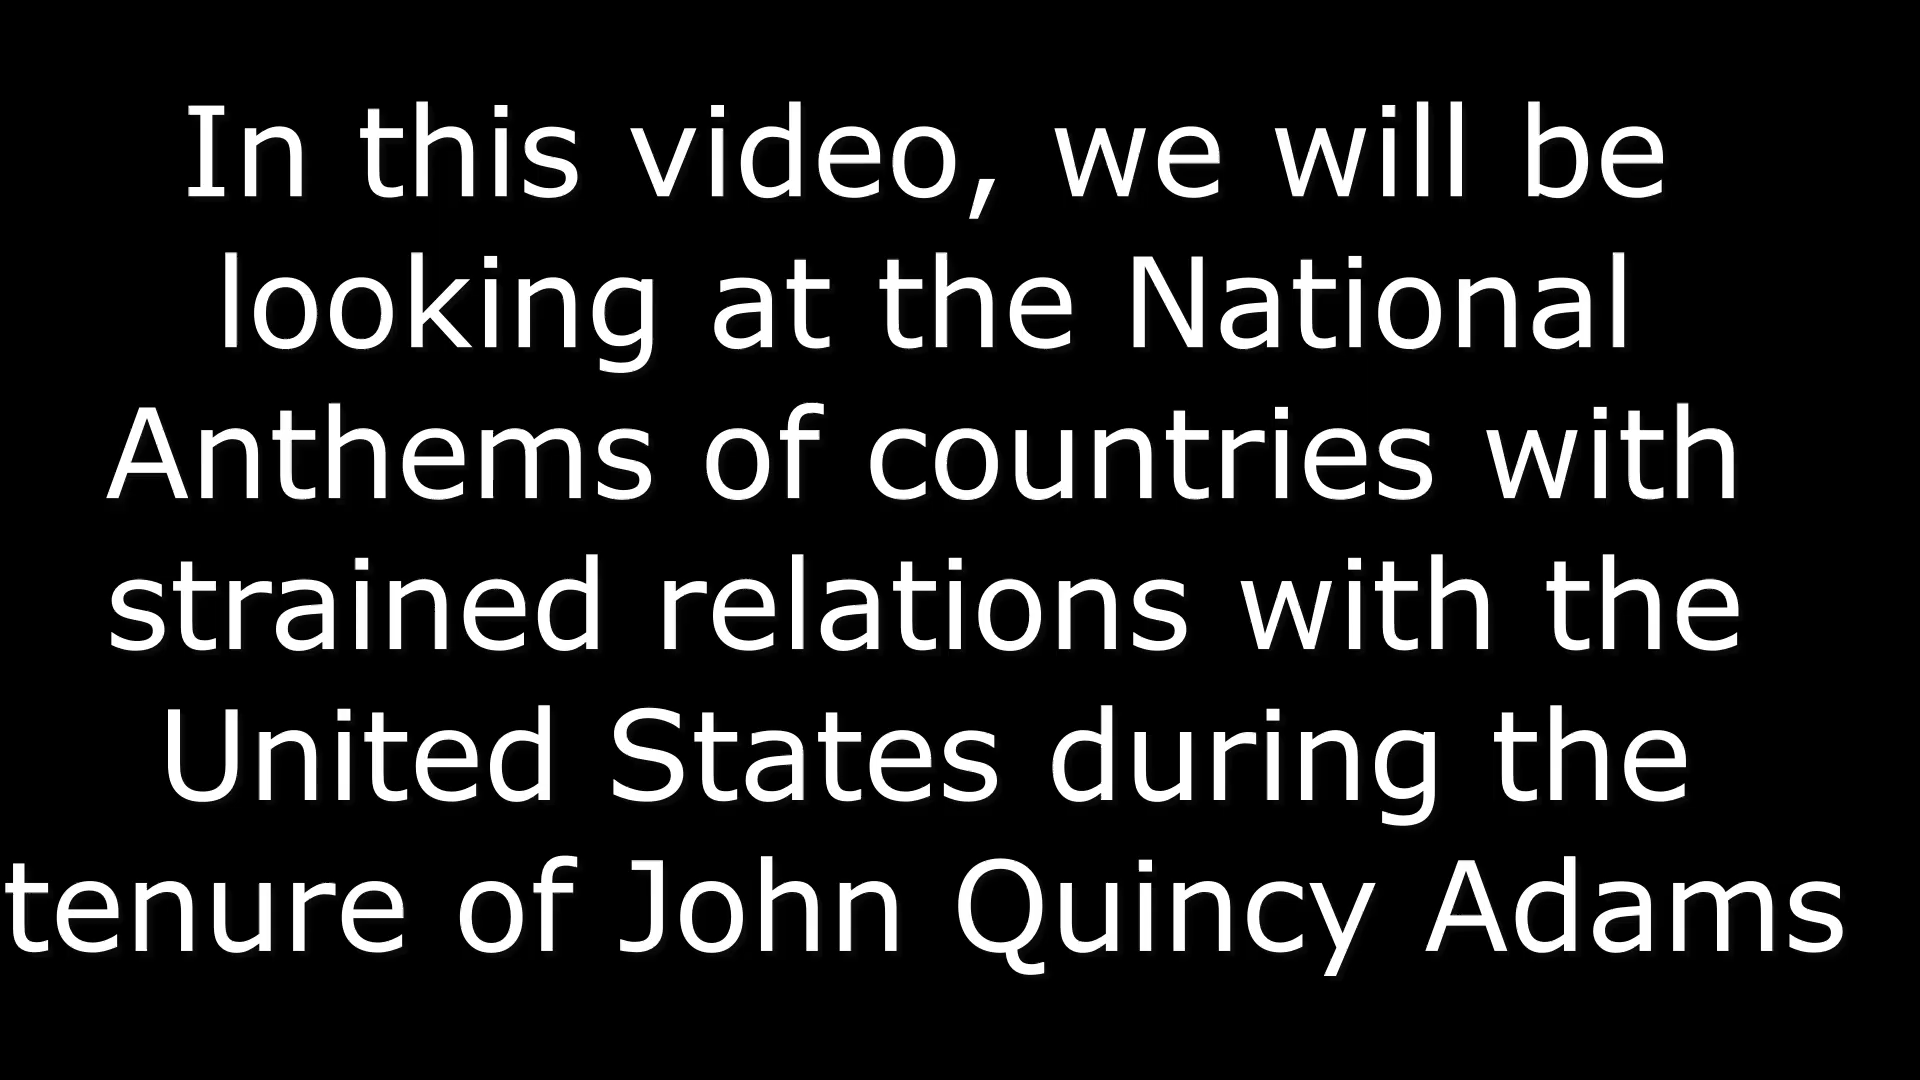 In this video, we will be
looking at the National
Anthems of countries with
strained relations with the
United States during the
tenure of John Quincy Adams